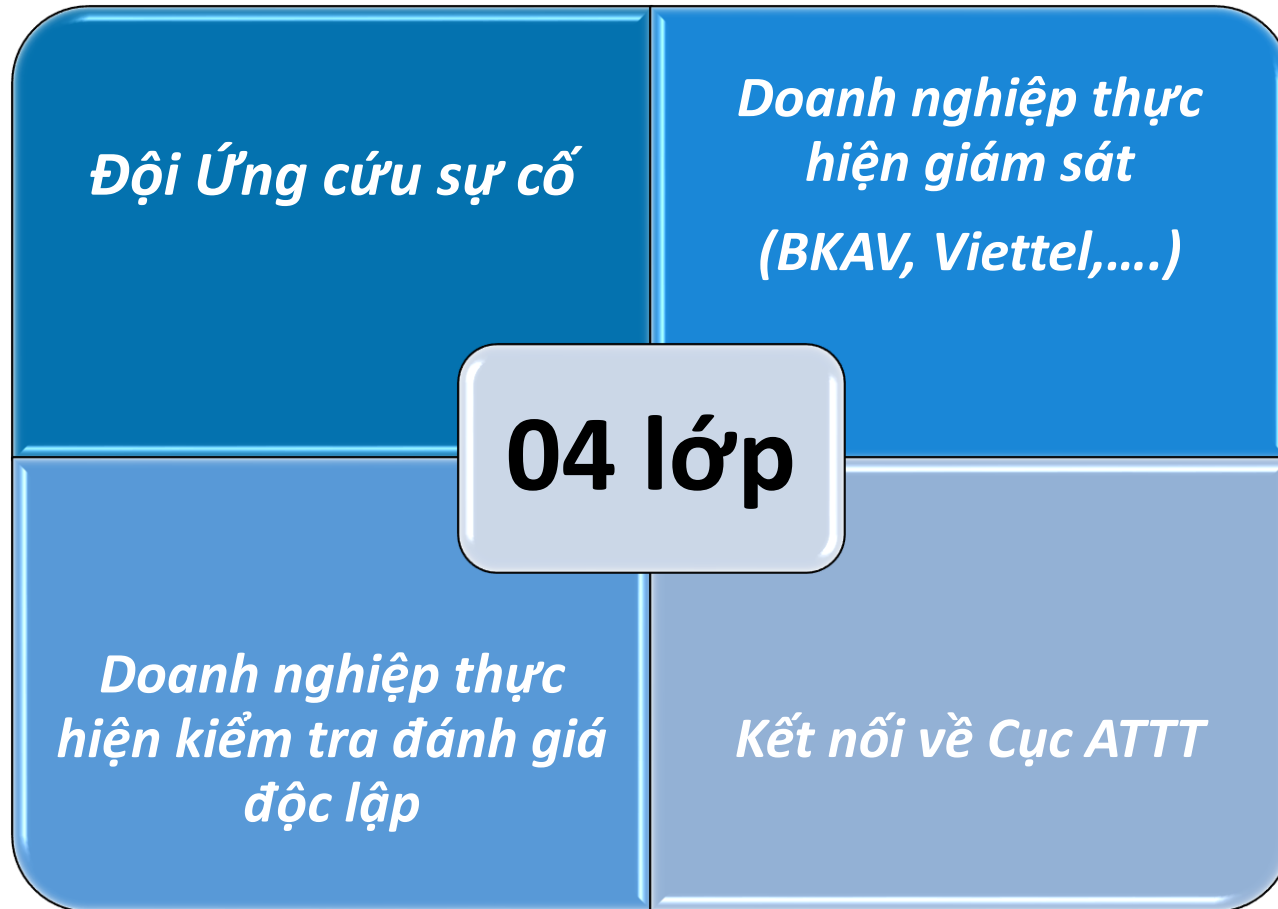 Đội Ứng cứu sự cố
Doanh nghiệp thực
hiện giám sát
(BKAV, Viettel,....)
04 lớp
Doanh nghiệp thực
hiện kiểm tra đánh giá
độc lập
Kết nối về Cục ATTT